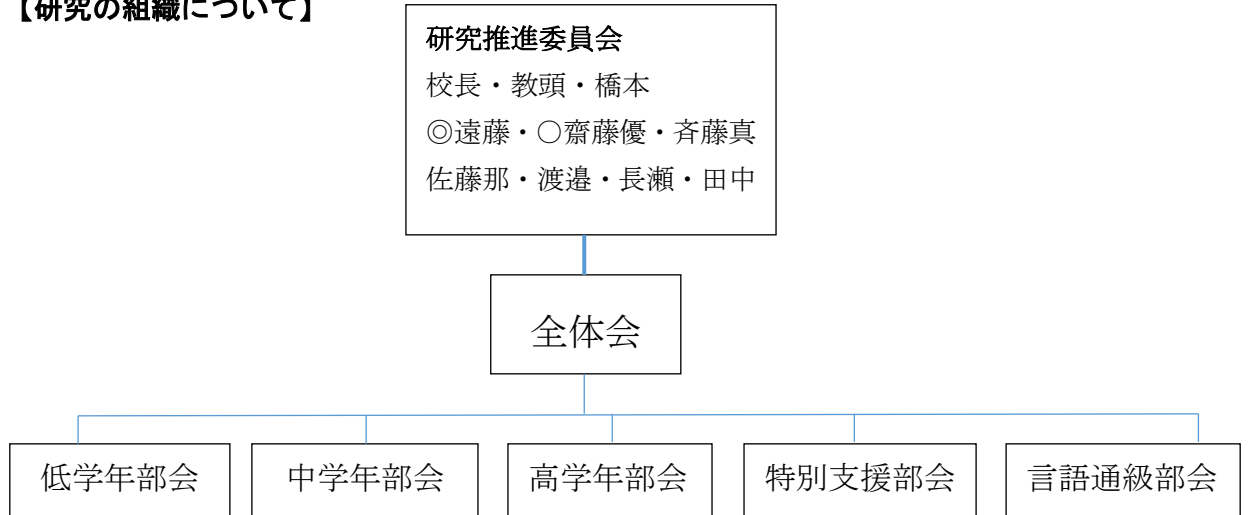 【研究の組織について】
研究推進委員会
校長・教頭・橋本
◎遠藤・○齋藤優・斉藤真
佐藤那・渡邉・長瀬・田中
全体会
低学年部会
中学年部会
高学年部会
特別支援部会
言語通級部会